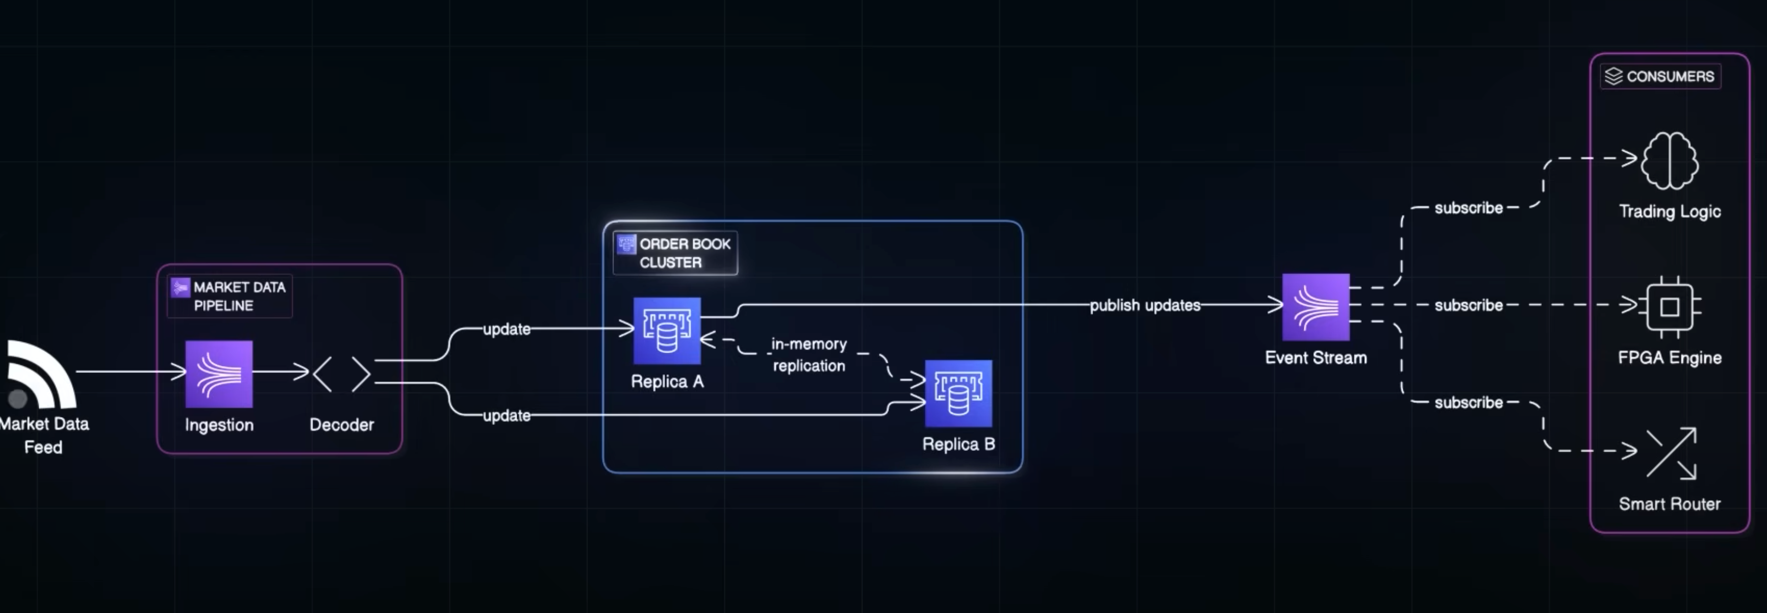 CONSUMERS
Trading Logic
subscribe
ORDER BOOK
CLUSTER
MARKET DATA
PIPELINE
update
publish updates
subscribe
in-memory
replication
Event Stream
FPGA Engine
Replica A
Ingestion
Decoder
Market Data
Feed
update
Replica B
subscribe
Smart Router